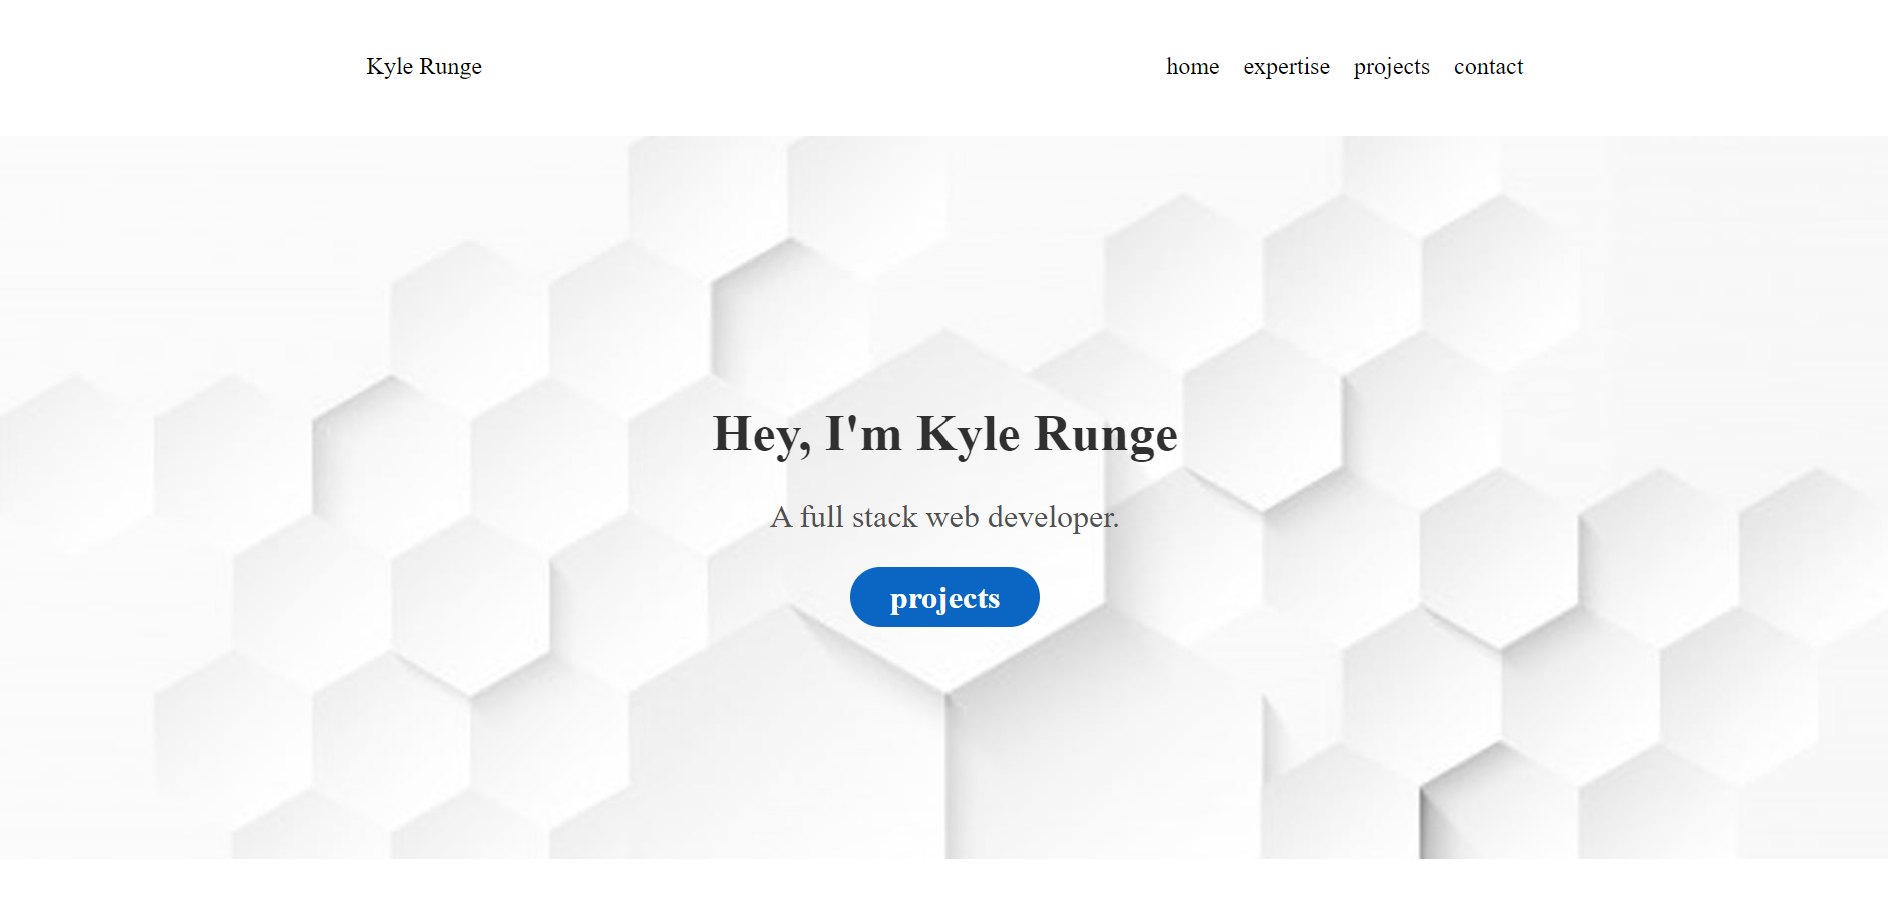 Kyle Runge
home expertise projects contact
Hey, I'm Kyle Runge
A full stack web developer.
projects